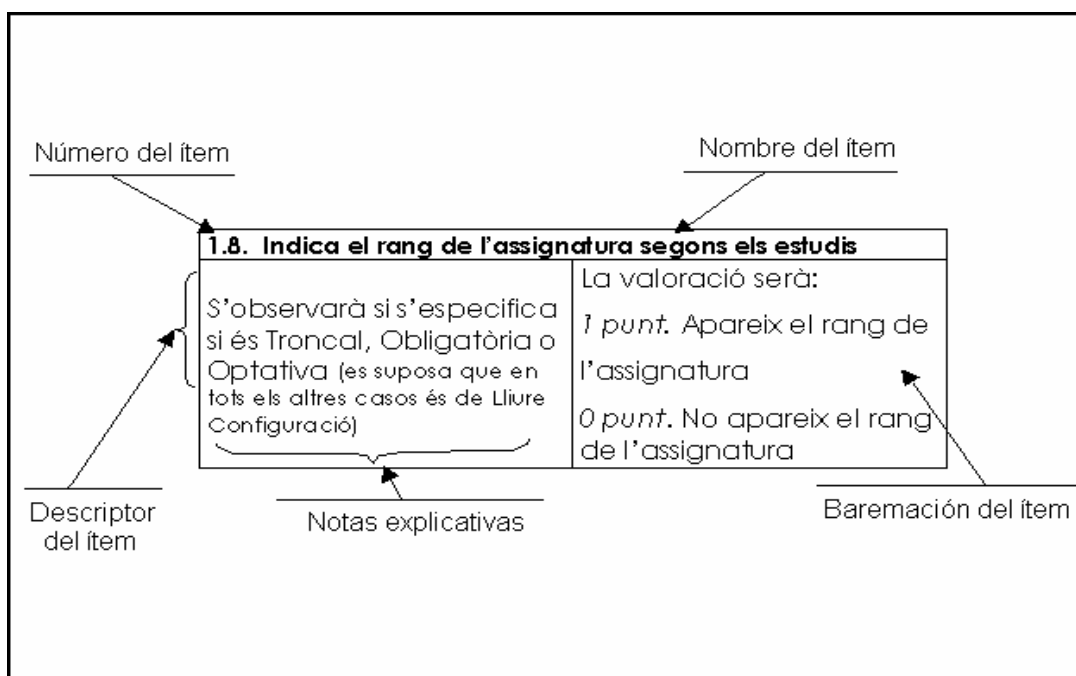 Número del ítem
Nombre del ítem
1.8. Indica el rang de l'assignatura segons els estudis
S'observarà si s'especifica
si és Troncal, Obligatòria o
Optativa (es suposa que en
tots els altres casos és de Lliure
Configuració)
La valoració serà:
1 punt. Apareix el rang de
l'assignatura
0 punt. No apareix el rang
de l'assignatura
Descriptor
del ítem
Notas explicativas
Baremación del ítem